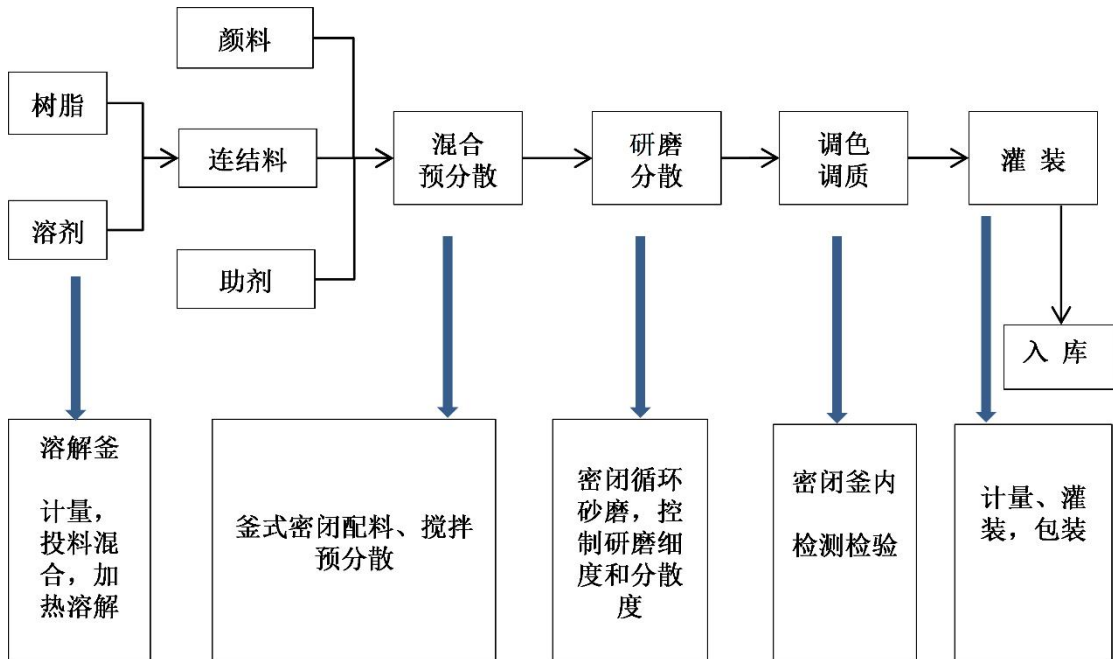 颜料
树脂
连结料
溶剂
助剂
混合
预分散
研磨
分散
调色
调质
灌 装
入 库
溶解釜
计量，
投料混
合，加
热溶解
釜式密闭配料、搅拌
预分散
密闭循环
砂磨，控
制研磨细
度和分散
度
密闭釜内
检测检验
计量、灌
装，包装